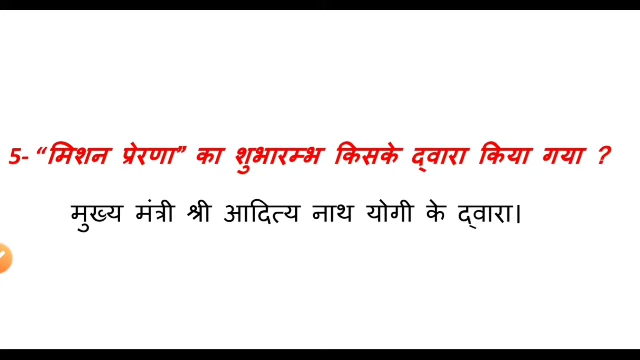 5- “मिशन प्रेरणा” का शुभारम्भ किसके द्वारा किया गया ?
मुख्य मंत्री श्री आदित्य नाथ योगी के द्वारा।